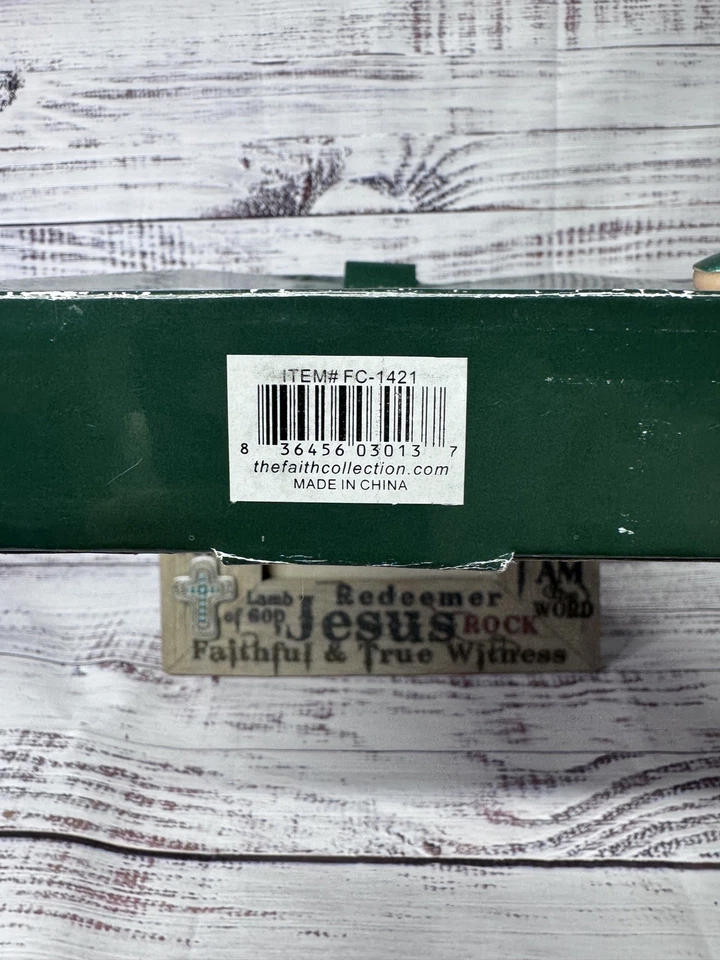 ITEM# FC-1421
8 36456 03013 7
thefaithcollection.com
MADE IN CHINA
Lamb of GOD
Redeemer
Jesus
ROCK
I AM
the WORD
Faithful & True Witness